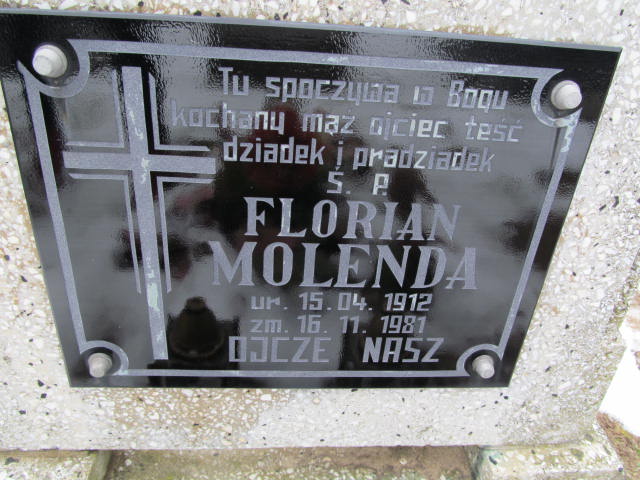 Tu spoczywa w Bogu
kochany mąż ojciec teść
dziadek i pradziadek
Ś. P.
FLORIAN
MOLENDA
ur. 15.04.1912
zm. 16.11.1981
OJCZE NASZ